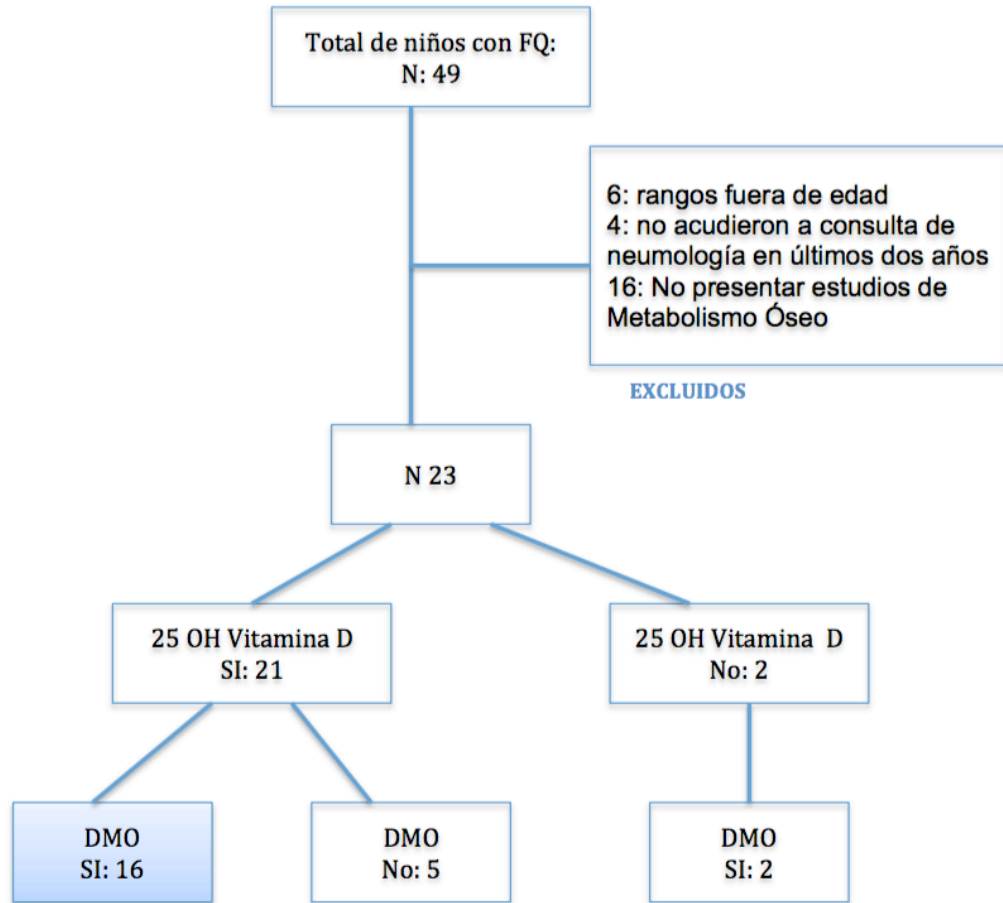 Total de niños con FQ:
N: 49
6: rangos fuera de edad
4: no acudieron a consulta de
neumología en últimos dos años
16: No presentar estudios de
Metabolismo Óseo
EXCLUIDOS
N 23
25 OH Vitamina D
SI: 21
25 OH Vitamina D
No: 2
DMO
SI: 16
DMO
No: 5
DMO
SI: 2